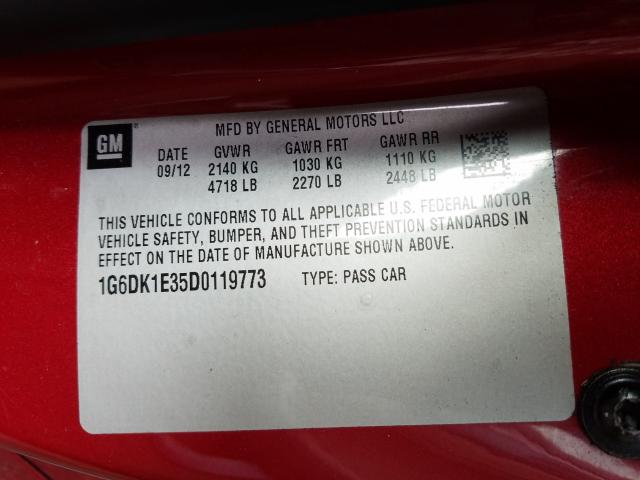 GM
MFD BY GENERAL MOTORS LLC
DATE GVWR GAWR FRT GAWR RR
09/12 2140 KG 1030 KG 1110 KG
4718 LB 2270 LB 2448 LB
THIS VEHICLE CONFORMS TO ALL APPLICABLE U.S. FEDERAL MOTOR
VEHICLE SAFETY, BUMPER, AND THEFT PREVENTION STANDARDS IN
EFFECT ON THE DATE OF MANUFACTURE SHOWN ABOVE.
1G6DK1E35D0119773 TYPE: PASS CAR